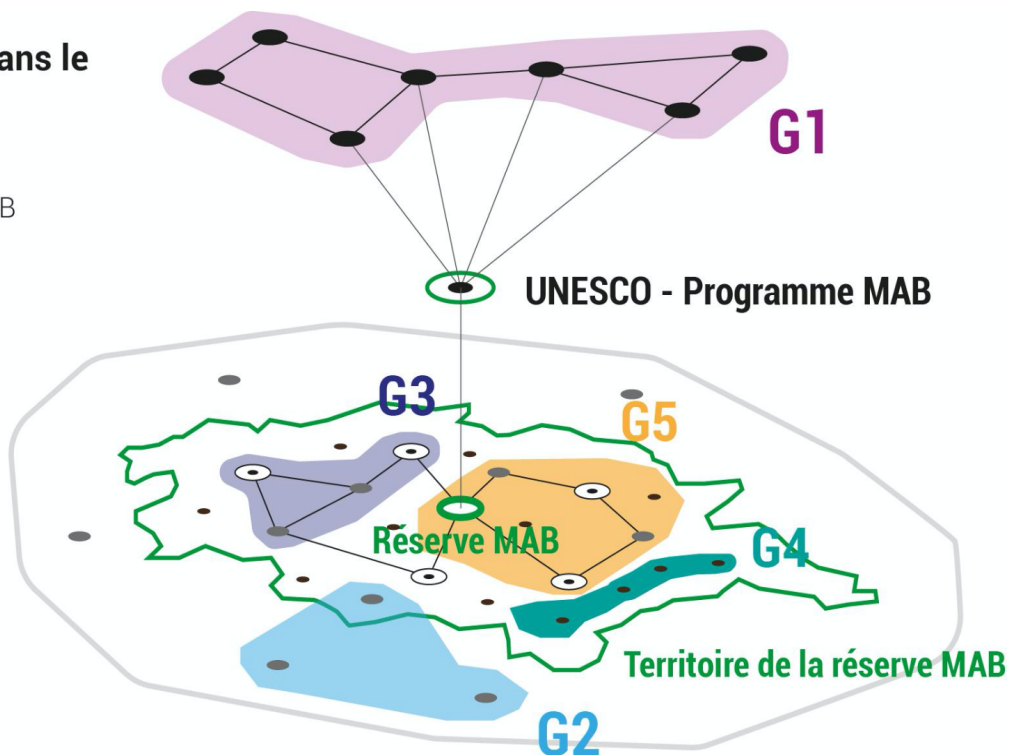 ans le
G1
B
UNESCO - Programme MAB
G3
G5
Réserve MAB
G4
Territoire de la réserve MAB
G2